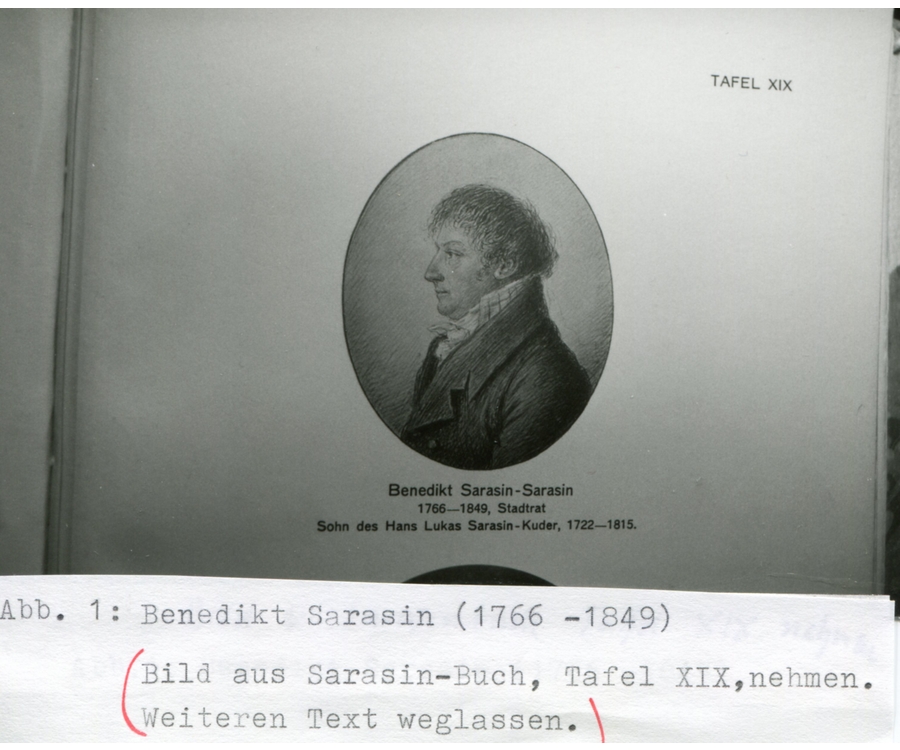 TAFEL XIX
Benedikt Sarasin-Sarasin
1766—1849, Stadtrat
Sohn des Hans Lukas Sarasin-Kuder, 1722—1815.
Abb. 1: Benedikt Sarasin (1766 -1849)
(Bild aus Sarasin-Buch, Tafel XIX,nehmen.
Weiteren Text weglassen.)